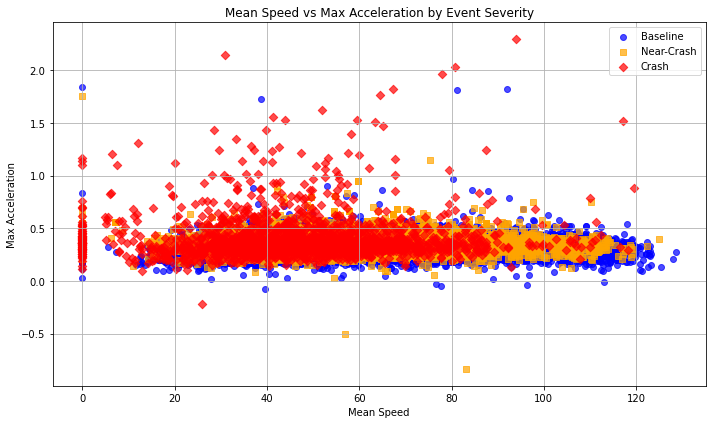 Mean Speed vs Max Acceleration by Event Severity
Baseline
Near-Crash
Crash
Max Acceleration
2.0
1.5
1.0
0.5
0.0
−0.5
0
20
40
60
80
100
120
Mean Speed